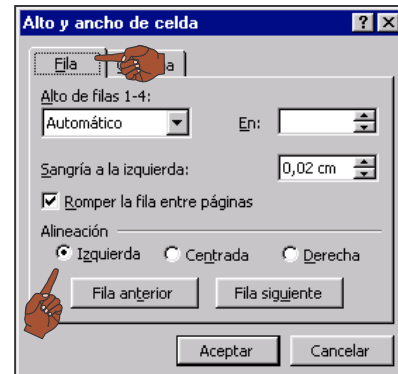 Alto y ancho de celda
Fila
Alto de filas 1-4:
Automático En:
Sangría a la izquierda: 0,02 cm
Romper la fila entre páginas
Alineación
Izquierda Centrada Derecha
Fila anterior Fila siguiente
Aceptar Cancelar